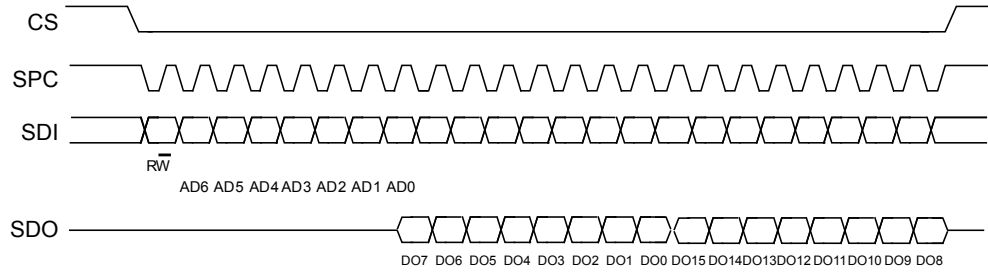 CS
SPC
SDI
RW
AD6 AD5 AD4 AD3 AD2 AD1 AD0
SDO
DO7 DO6 DO5 DO4 DO3 DO2 DO1 DO0 DO15 DO14 DO13 DO12 DO11 DO10 DO9 DO8